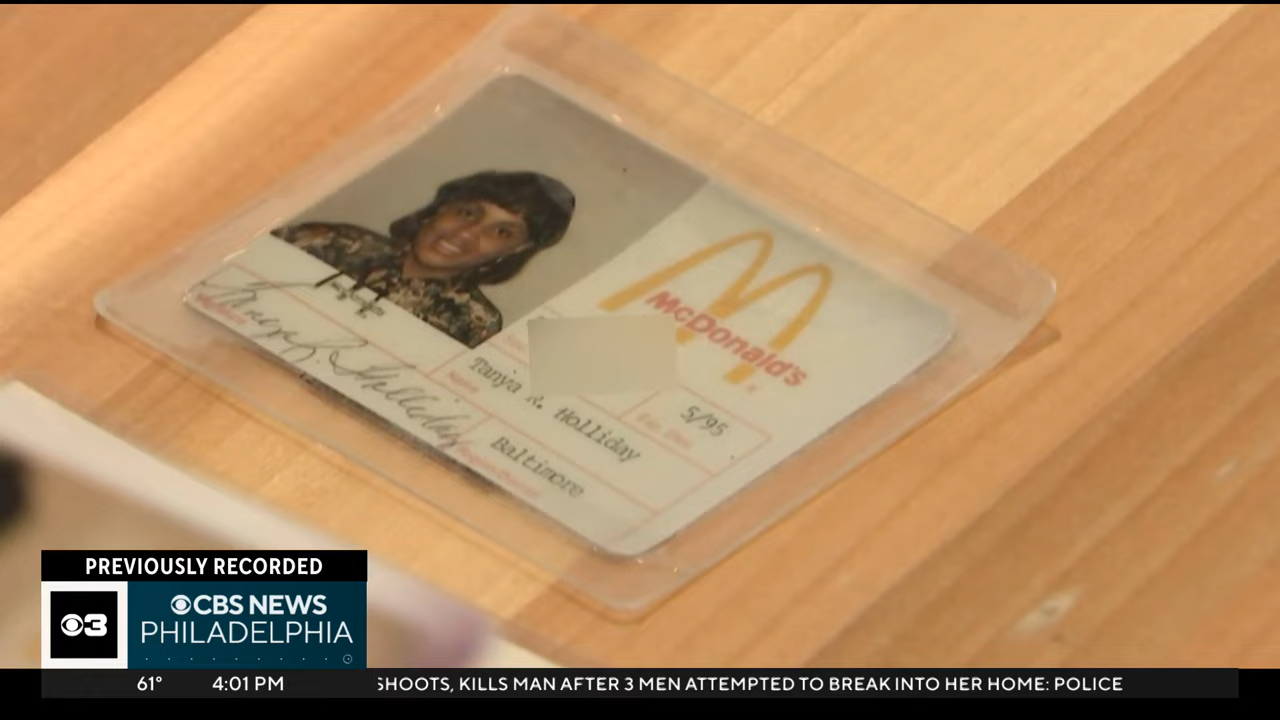 McDonald's
Tanya R. Holliday
5/95
Baltimore
PREVIOUSLY RECORDED
3
CBS NEWS
PHILADELPHIA
61° 4:01 PM SHOOTS, KILLS MAN AFTER 3 MEN ATTEMPTED TO BREAK INTO HER HOME: POLICE